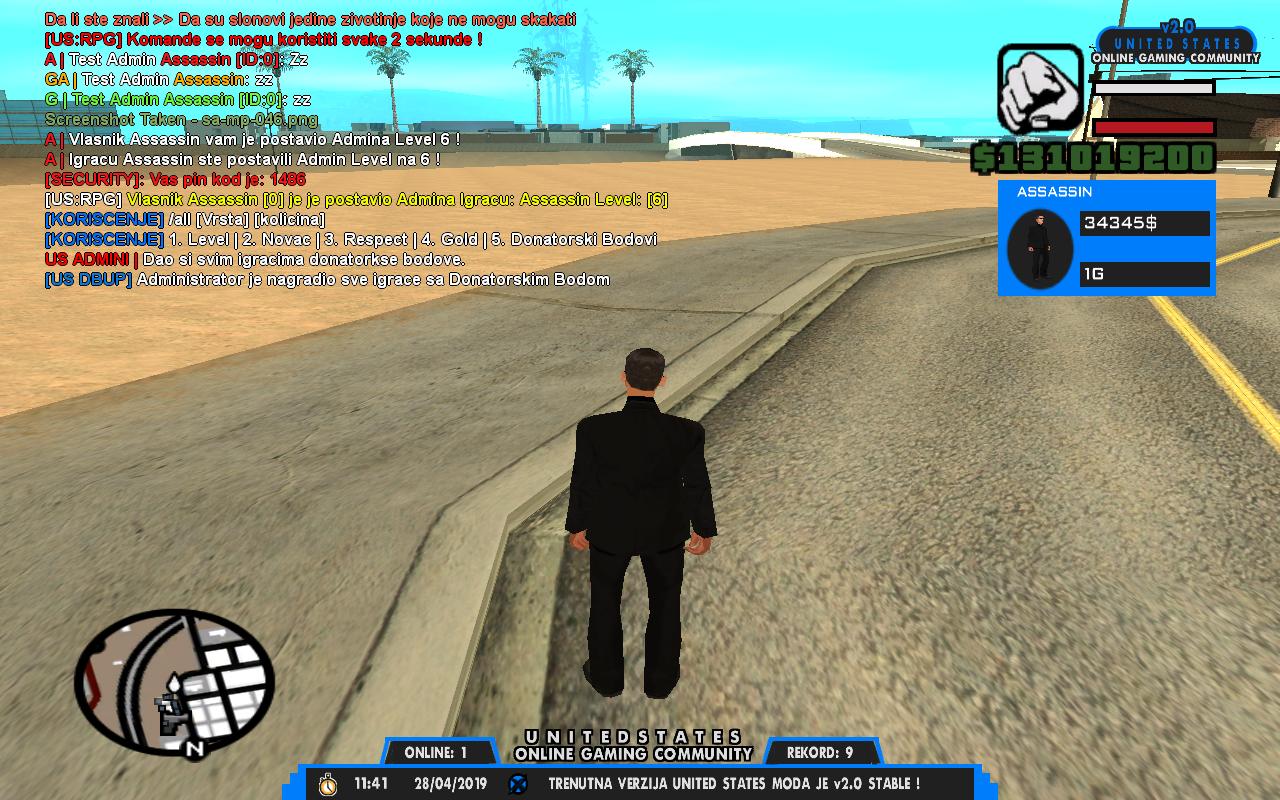 Da li ste znali >> Da su slonovi jedine zivotinje koje ne mogu skakati
[US:RPG] Komande se mogu koristiti svake 2 sekunde !
A | Test Admin Assassin [ID:0]: Zz
GA | Test Admin Assassin: zz
G | Test Admin Assassin [ID:0]: zz
Screenshot Taken - sa-mp-046.png
A | Vlasnik Assassin vam je postavio Admina Level 6 !
A | Igracu Assassin ste postavili Admin Level na 6 !
[SECURITY]: Vas pin kod je: 1486
[US:RPG] Vlasnik Assassin [0] je je postavio Admina Igracu: Assassin Level: [6]
[KORISCENJE] /all [Vrsta] [kolicina]
[KORISCENJE] 1. Level | 2. Novac | 3. Respect | 4. Gold | 5. Donatorski Bodovi
US ADMINI | Dao si svim igracima donatorkse bodove.
[US DBUP] Administrator je nagradio sve igrace sa Donatorskim Bodom
v2.0
UNITED STATES
ONLINE GAMING COMMUNITY
$131019200
ASSASSIN
34345$
1G
N
UNITEDSTATES
ONLINE GAMING COMMUNITY
ONLINE: 1
REKORD: 9
11:41 28/04/2019 TRENUTNA VERZIJA UNITED STATES MODA JE v2.0 STABLE !